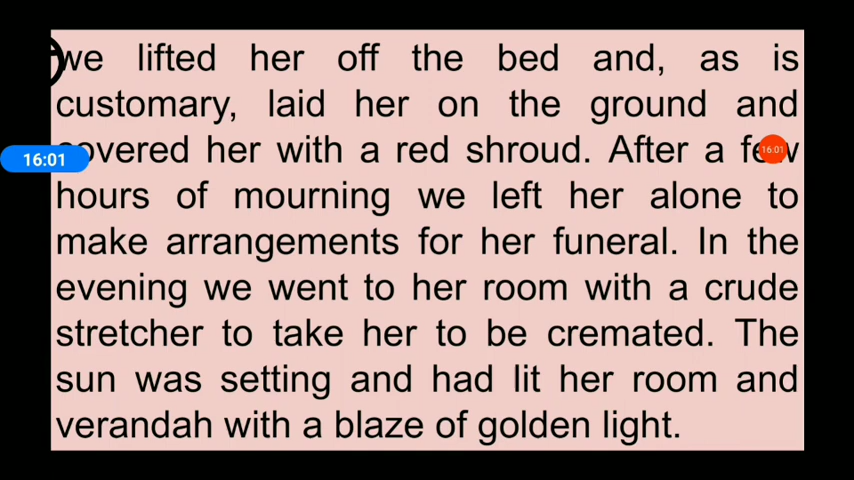 we lifted her off the bed and, as is
customary, laid her on the ground and
covered her with a red shroud. After a few
16:01
16:01
hours of mourning we left her alone to
make arrangements for her funeral. In the
evening we went to her room with a crude
stretcher to take her to be cremated. The
sun was setting and had lit her room and
verandah with a blaze of golden light.